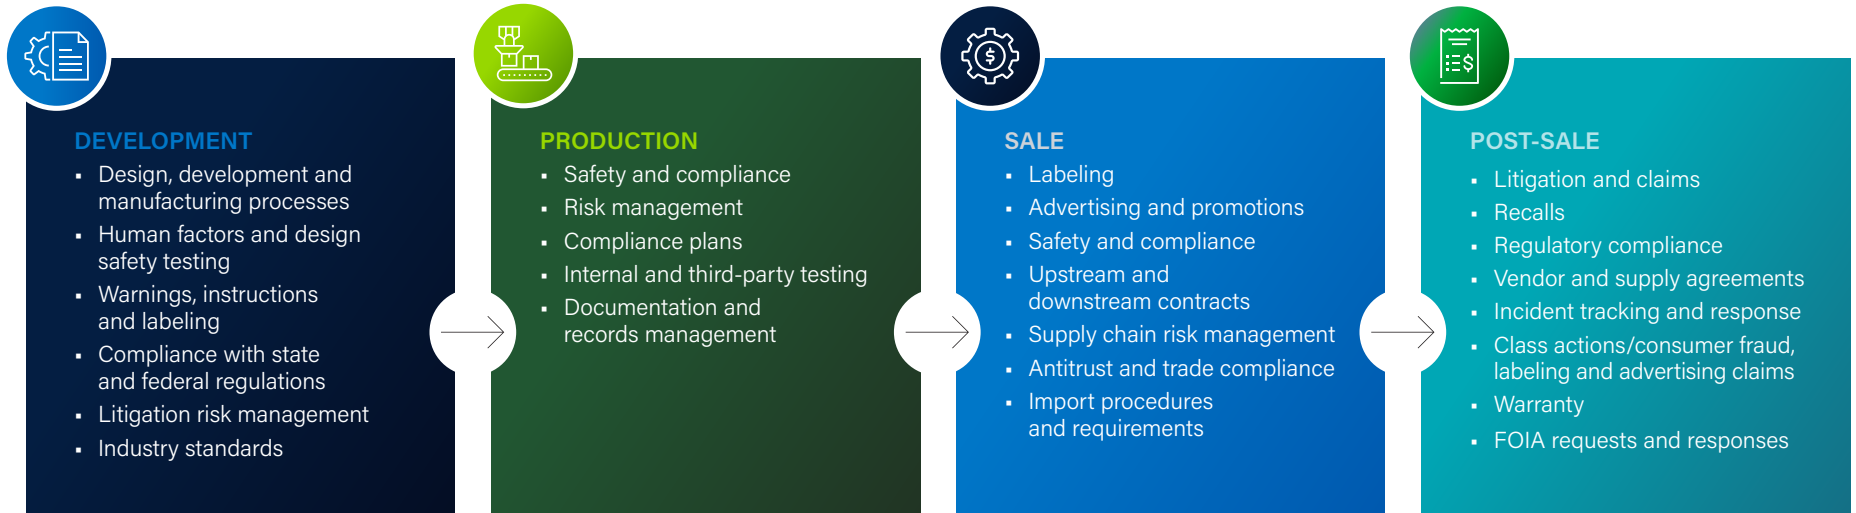 DEVELOPMENT
▪ Design, development and
manufacturing processes
▪ Human factors and design
safety testing
▪ Warnings, instructions
and labeling
▪ Compliance with state
and federal regulations
▪ Litigation risk management
▪ Industry standards
PRODUCTION
▪ Safety and compliance
▪ Risk management
▪ Compliance plans
▪ Internal and third-party testing
▪ Documentation and
records management
SALE
▪ Labeling
▪ Advertising and promotions
▪ Safety and compliance
▪ Upstream and
downstream contracts
▪ Supply chain risk management
▪ Antitrust and trade compliance
▪ Import procedures
and requirements
POST-SALE
▪ Litigation and claims
▪ Recalls
▪ Regulatory compliance
▪ Vendor and supply agreements
▪ Incident tracking and response
▪ Class actions/consumer fraud,
labeling and advertising claims
▪ Warranty
▪ FOIA requests and responses